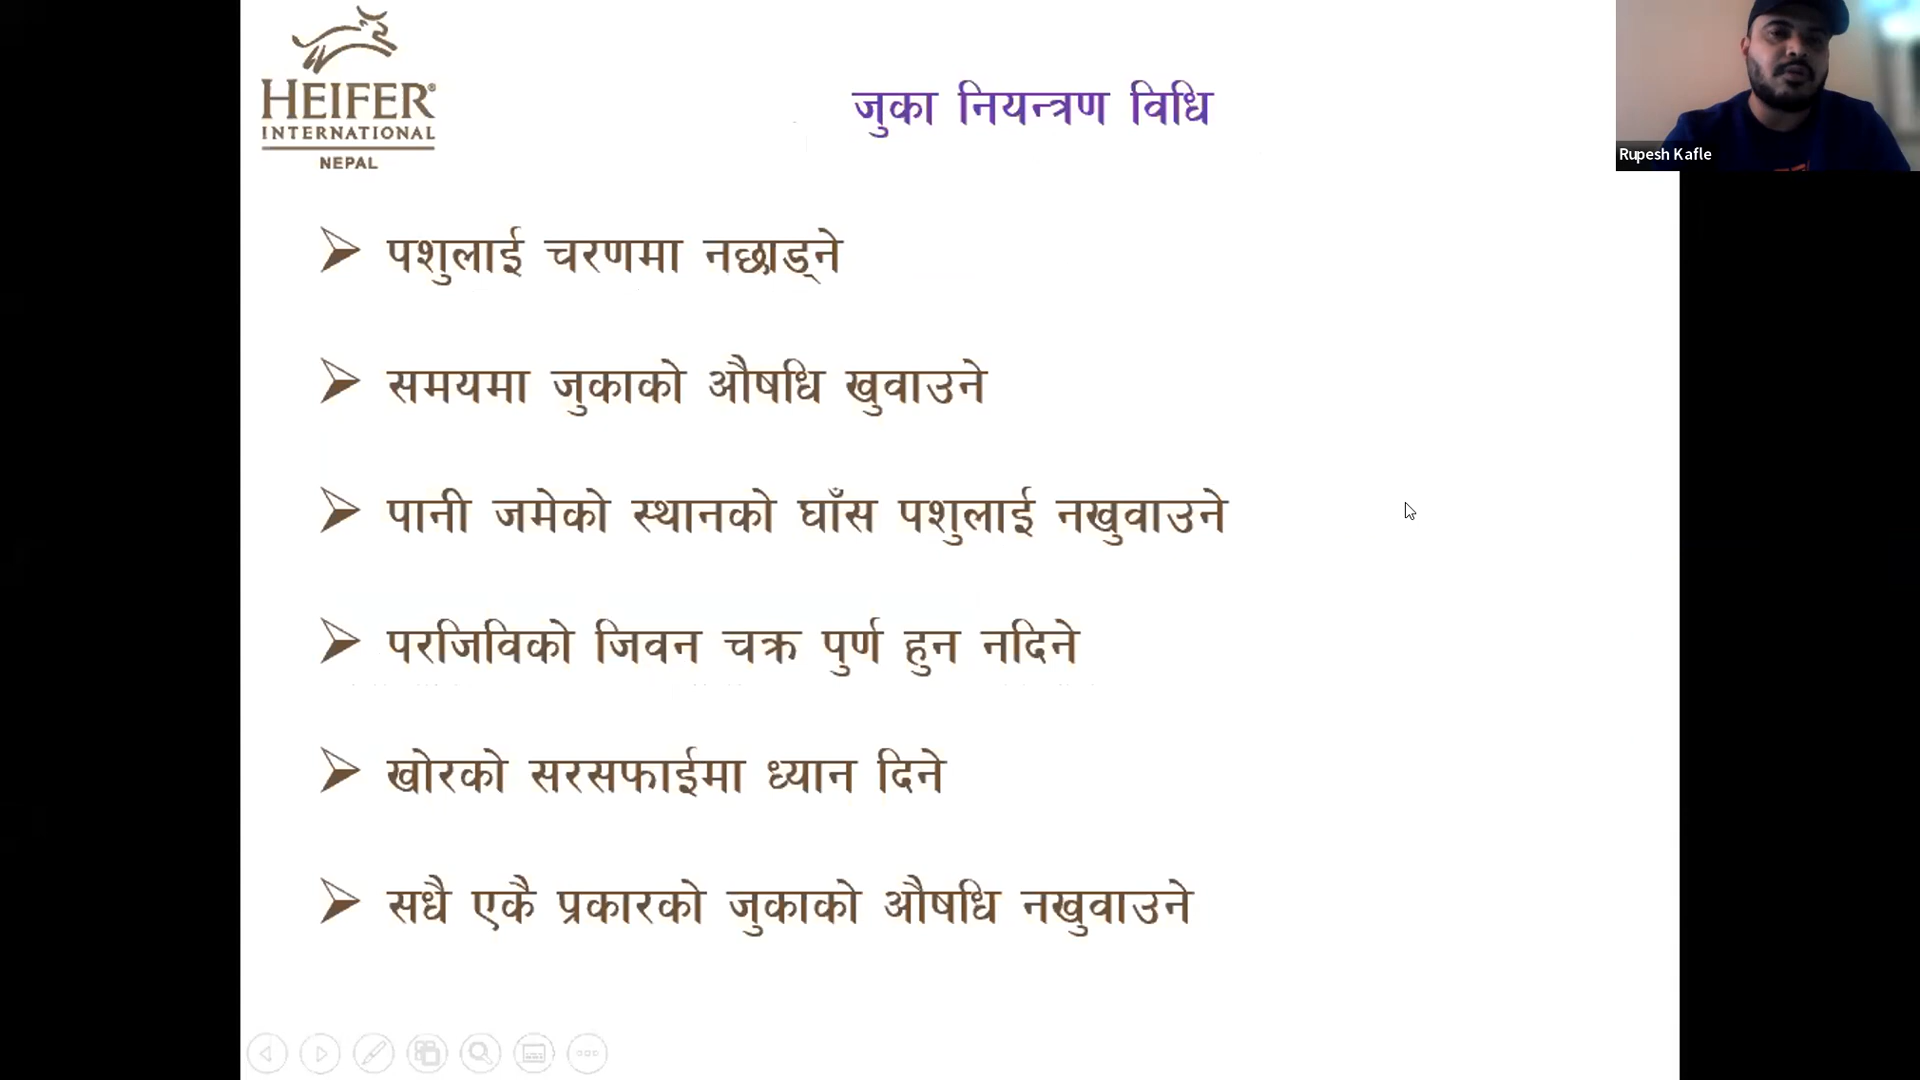 HEIFER®
INTERNATIONAL
NEPAL
जुका नियन्त्रण विधि
Rupesh Kafle
पशुलाई चरणमा नछाड्ने
समयमा जुकाको औषधि खुवाउने
पानी जमेको स्थानको घाँस पशुलाई नखुवाउने
परजिविको जिवन चक्र पुर्ण हुन नदिने
खोरको सरसफाईमा ध्यान दिने
सधै एकै प्रकारको जुकाको औषधि नखुवाउने